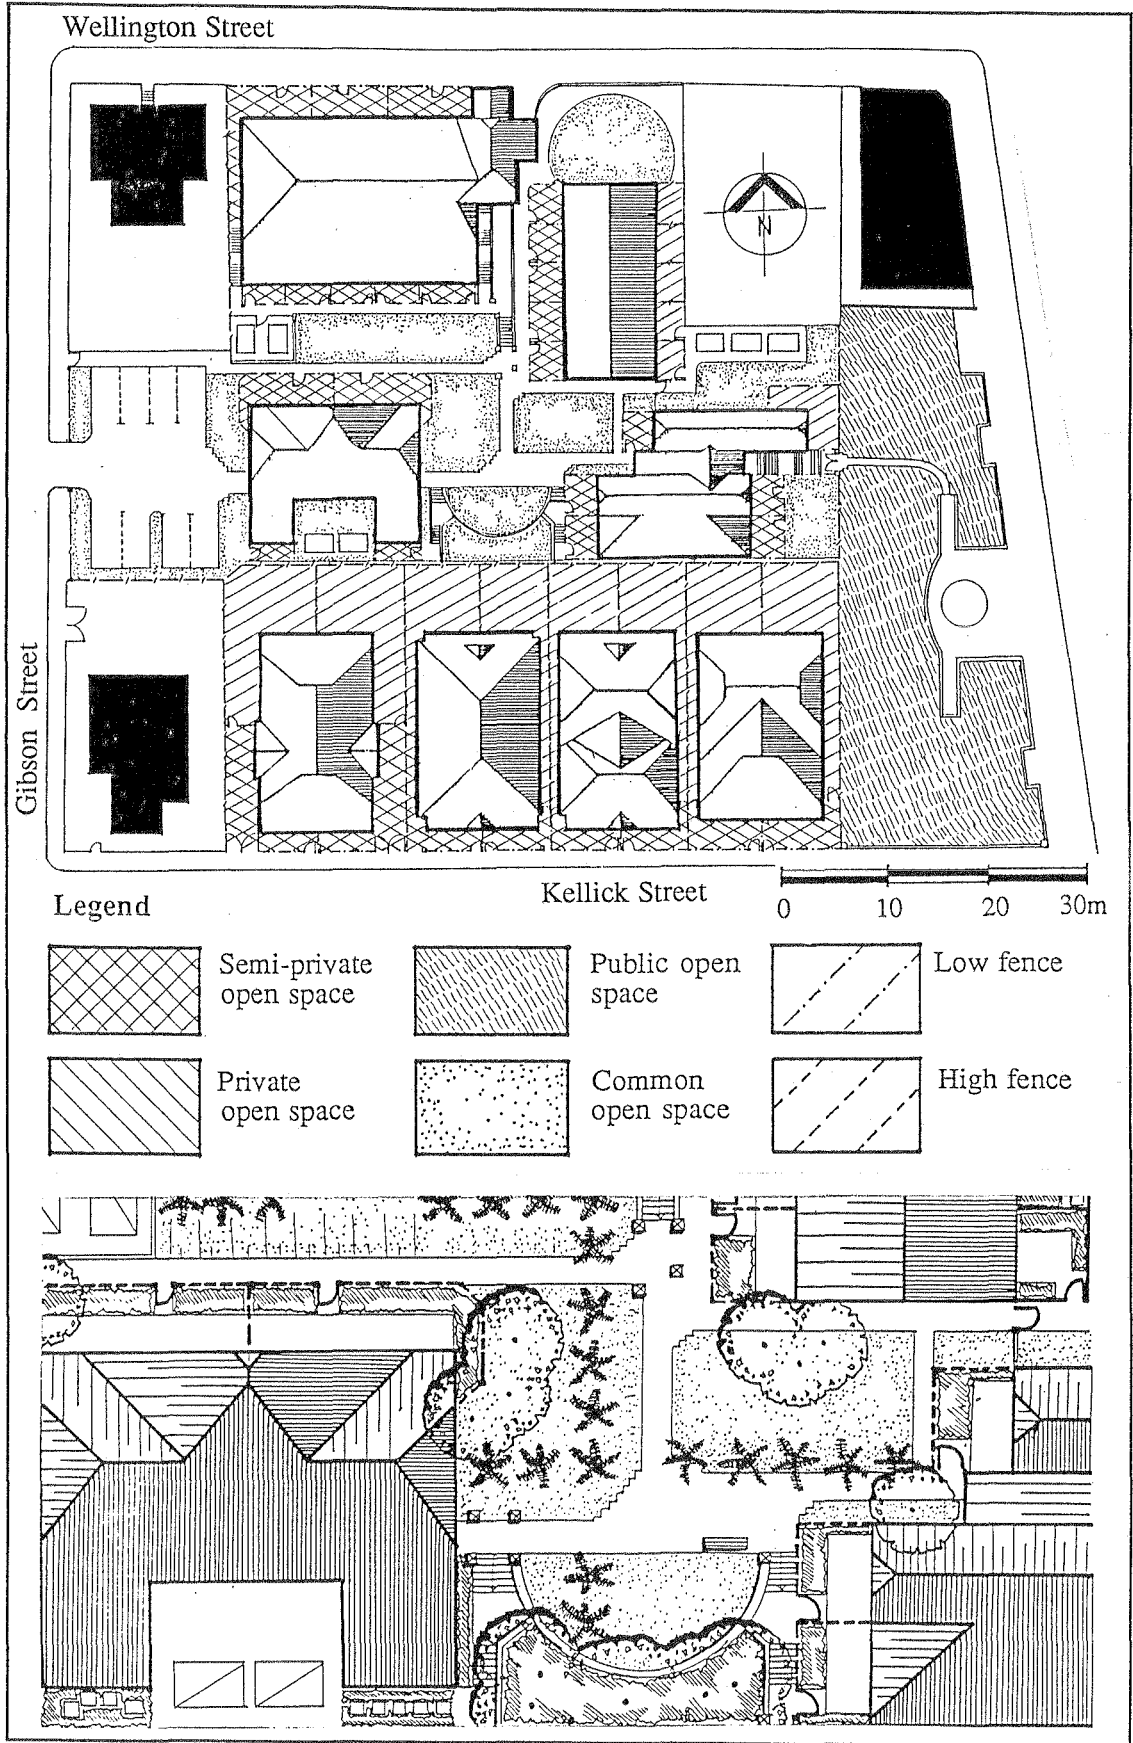 Wellington Street
N
Gibson Street
Kellick Street
0 10 20 30m
Legend
Semi-private
open space
Public open
space
Low fence
Private
open space
Common
open space
High fence